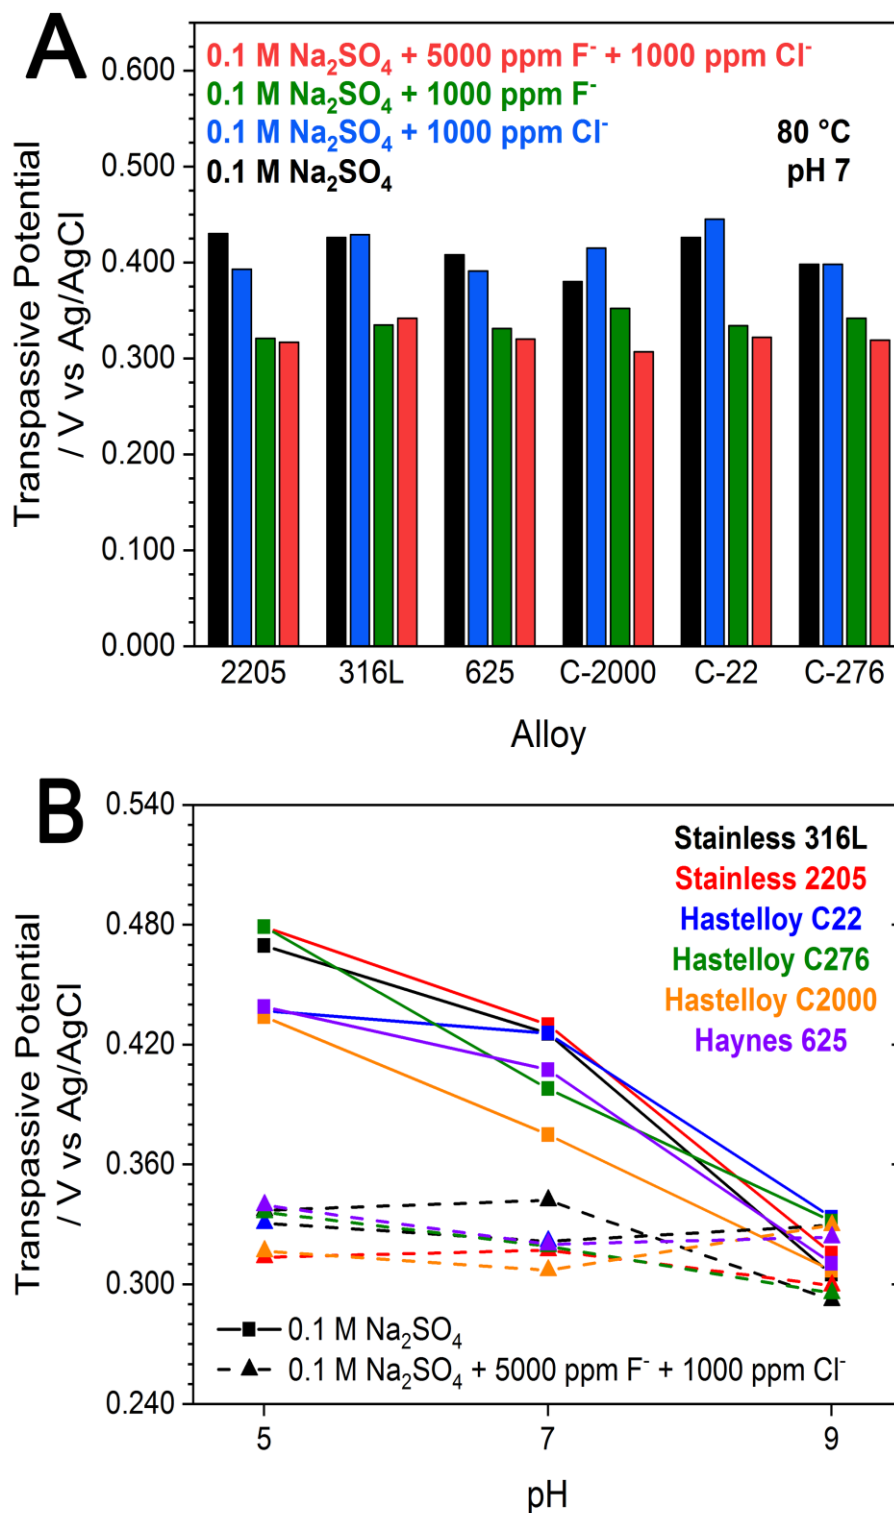 A
0.1 M Na₂SO₄ + 5000 ppm F⁻ + 1000 ppm Cl⁻
0.1 M Na₂SO₄ + 1000 ppm F⁻
0.1 M Na₂SO₄ + 1000 ppm Cl⁻
0.1 M Na₂SO₄
80 °C
pH 7
Transpassive Potential
/ V vs Ag/AgCl
0.600
0.500
0.400
0.300
0.200
0.100
0.000
2205 316L 625 C-2000 C-22 C-276
Alloy
B
Transpassive Potential
/ V vs Ag/AgCl
0.540
0.480
0.420
0.360
0.300
0.240
Stainless 316L
Stainless 2205
Hastelloy C22
Hastelloy C276
Hastelloy C2000
Haynes 625
0.1 M Na₂SO₄
0.1 M Na₂SO₄ + 5000 ppm F⁻ + 1000 ppm Cl⁻
5 7 9
pH